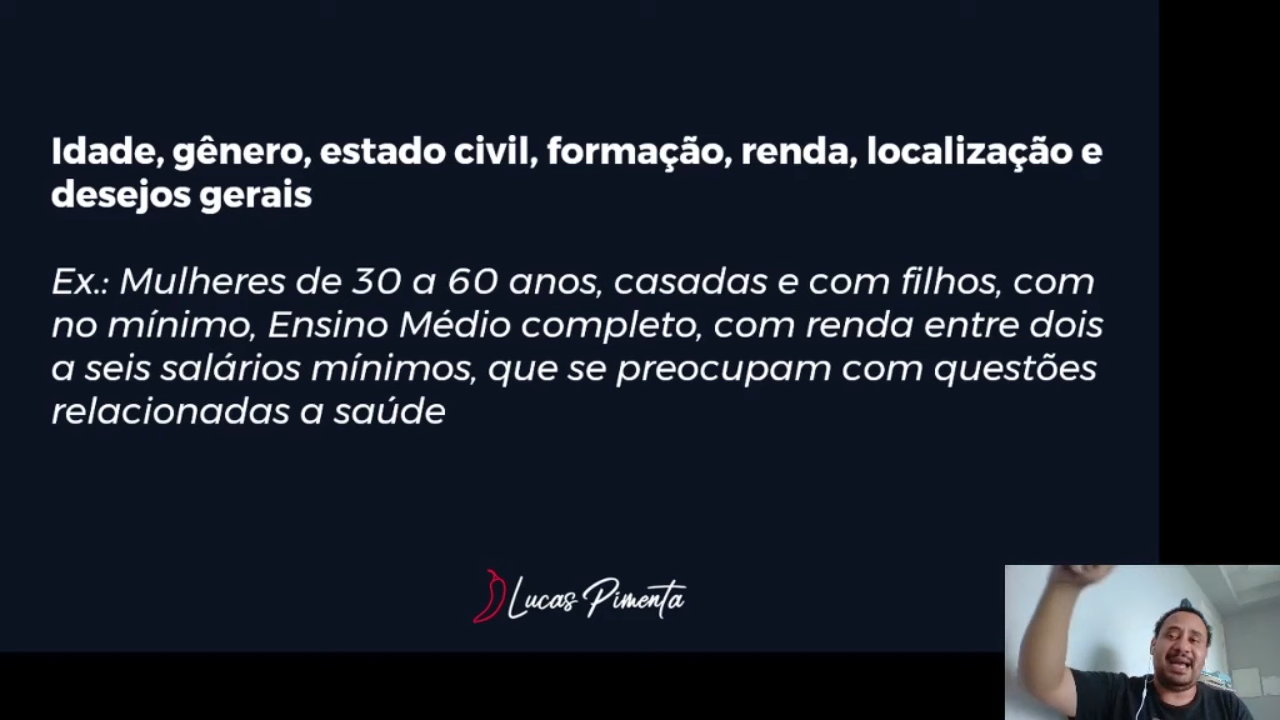 Idade, gênero, estado civil, formação, renda, localização e
desejos gerais
Ex.: Mulheres de 30 a 60 anos, casadas e com filhos, com
no mínimo, Ensino Médio completo, com renda entre dois
a seis salários mínimos, que se preocupam com questões
relacionadas a saúde
Lucas Pimenta